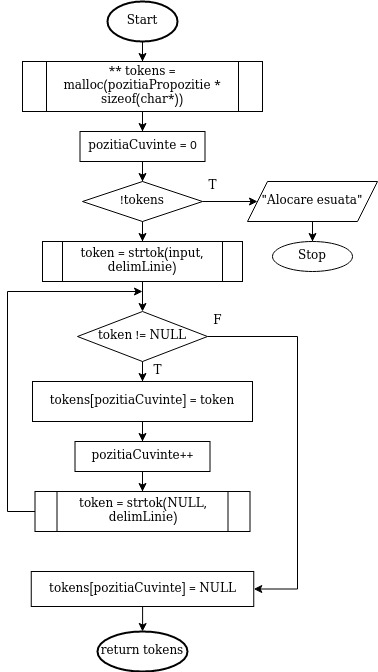 Start
** tokens =
malloc(pozitiaPropozitie *
sizeof(char*))
pozitiaCuvinte = 0
!tokens
T
"Alocare esuata"
Stop
token = strtok(input,
delimLinie)
token != NULL
F
T
tokens[pozitiaCuvinte] = token
pozitiaCuvinte++
token = strtok(NULL,
delimLinie)
tokens[pozitiaCuvinte] = NULL
return tokens